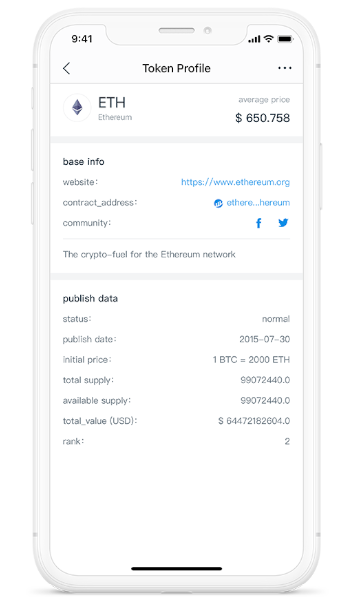 9:41
Token Profile
ETH
Ethereum
average price
$ 650.758
base info
website: https://www.ethereum.org
contract_address: ethere...hereum
community:
The crypto-fuel for the Ethereum network
publish data
status: normal
publish date: 2015-07-30
initial price: 1 BTC = 2000 ETH
total supply: 99072440.0
available supply: 99072440.0
total_value (USD): $ 64472182604.0
rank: 2